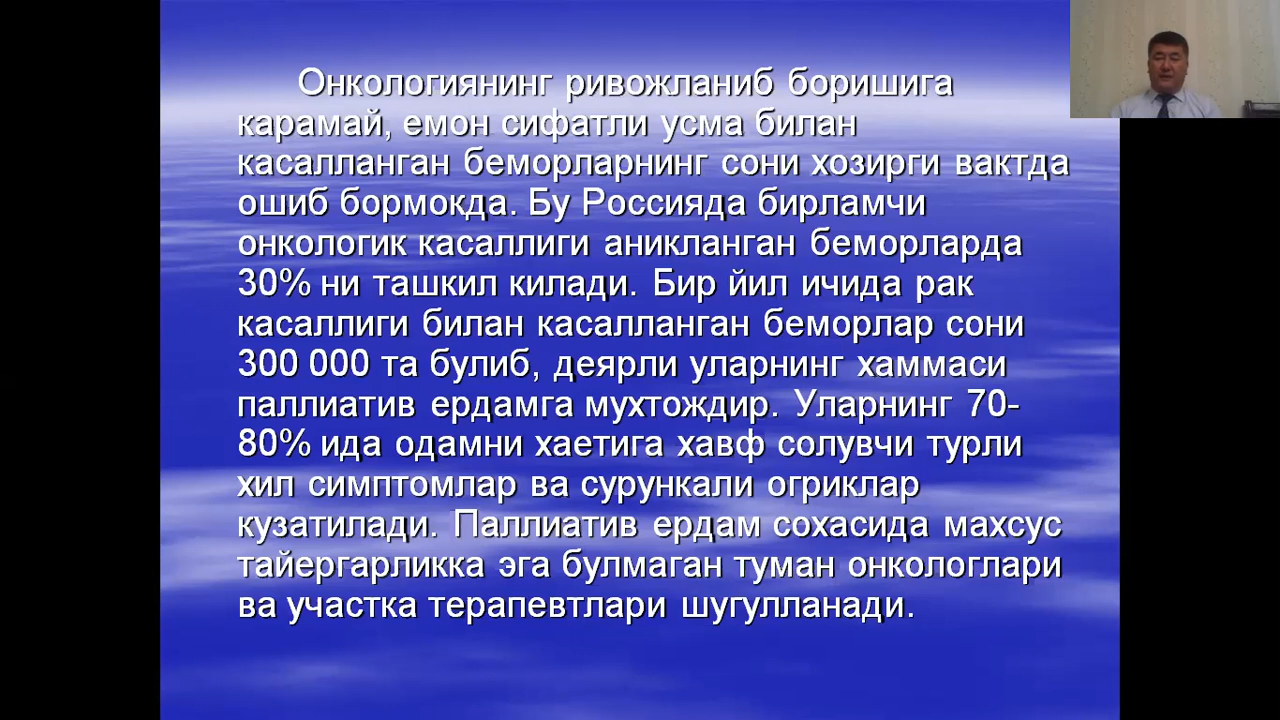 Онкологиянинг ривожланиб боришига
карамай, емон сифатли усма билан
касалланган беморларнинг сони хозирги вактда
ошиб бормокда. Бу Россияда бирламчи
онкологик касаллиги аникланган беморларда
30% ни ташкил килади. Бир йил ичида рак
касаллиги билан касалланган беморлар сони
300 000 та булиб, деярли уларнинг хаммаси
паллиатив ердамга мухтождир. Уларнинг 70-
80% ида одамни хаетига хавф солувчи турли
хил симптомлар ва сурункали огриклар
кузатилади. Паллиатив ердам сохасида махсус
тайергарликка эга булмаган туман онкологлари
ва участка терапевтлари шугулланади.